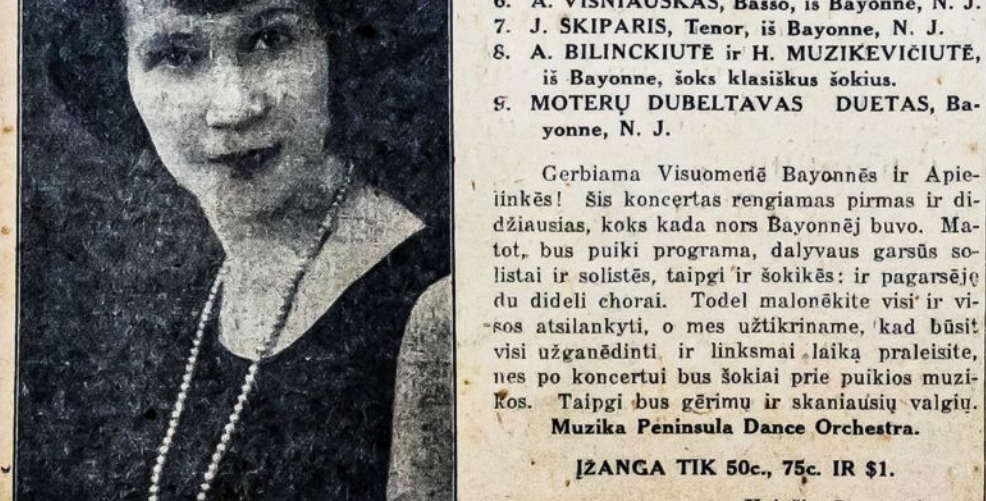 6. A. VISNIAUSKAS, Basso, iš Bayonne, N. J.
7. J. SKIPARIS, Tenor, iš Bayonne, N. J.
8. A. BILINCKIUTĖ ir H. MUZIKEVIČIUTĖ,
iš Bayonne, šoks klasiškus šokius.
9. MOTERŲ DUBELTAVAS DUETAS, Ba-
yonne, N. J.
Gerbiama Visuomenė Bayonnės ir Apie-
linkės! Šis koncertas rengiamas pirmas ir di-
džiausias, koks kada nors Bayonnėj buvo. Ma-
tot, bus puiki programa, dalyvaus garsūs so-
listai ir solistės, taipgi ir šokikės: ir pagarsėję
du dideli chorai. Todel malonėkite visi ir vi-
sos atsilankyti, o mes užtikriname, kad būsit
visi užganėdinti ir linksmai laiką praleisite,
nes po koncertui bus šokiai prie puikios muzi-
kos. Taipgi bus gėrimų ir skaniausių valgių.
Muzika Peninsula Dance Orchestra.
ĮŽANGA TIK 50c., 75c. IR $1.